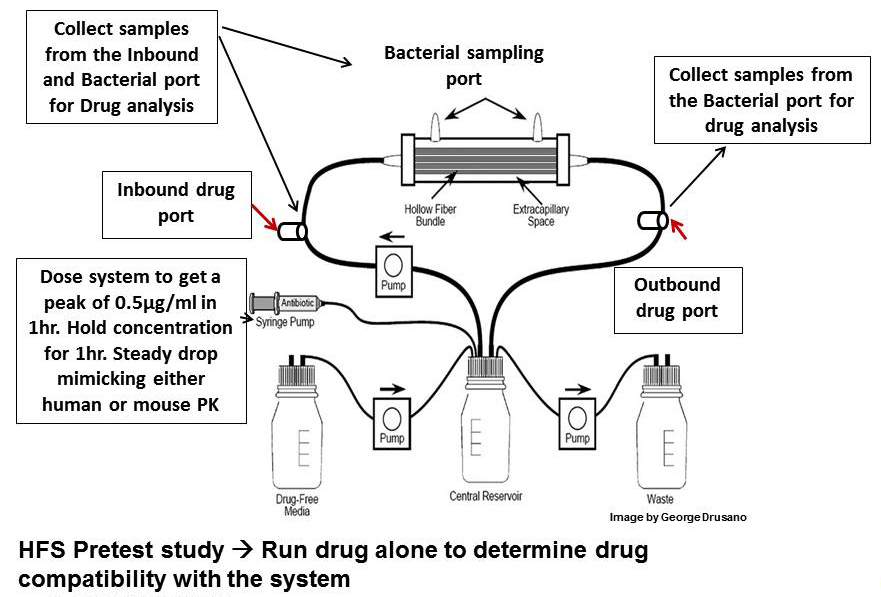 Collect samples
from the Inbound
and Bacterial port
for Drug analysis
Bacterial sampling
port
Collect samples from
the Bacterial port for
drug analysis
Inbound drug
port
Hollow Fiber
Bundle
Extracapillary
Space
Pump
Outbound
drug port
Dose system to get a
peak of 0.5µg/ml in
1hr. Hold concentration
for 1hr. Steady drop
mimicking either
human or mouse PK
Antibiotic
Syringe Pump
Pump
Pump
Drug-Free
Media
Central Reservoir
Waste
Image by George Drusano
HFS Pretest study → Run drug alone to determine drug
compatibility with the system